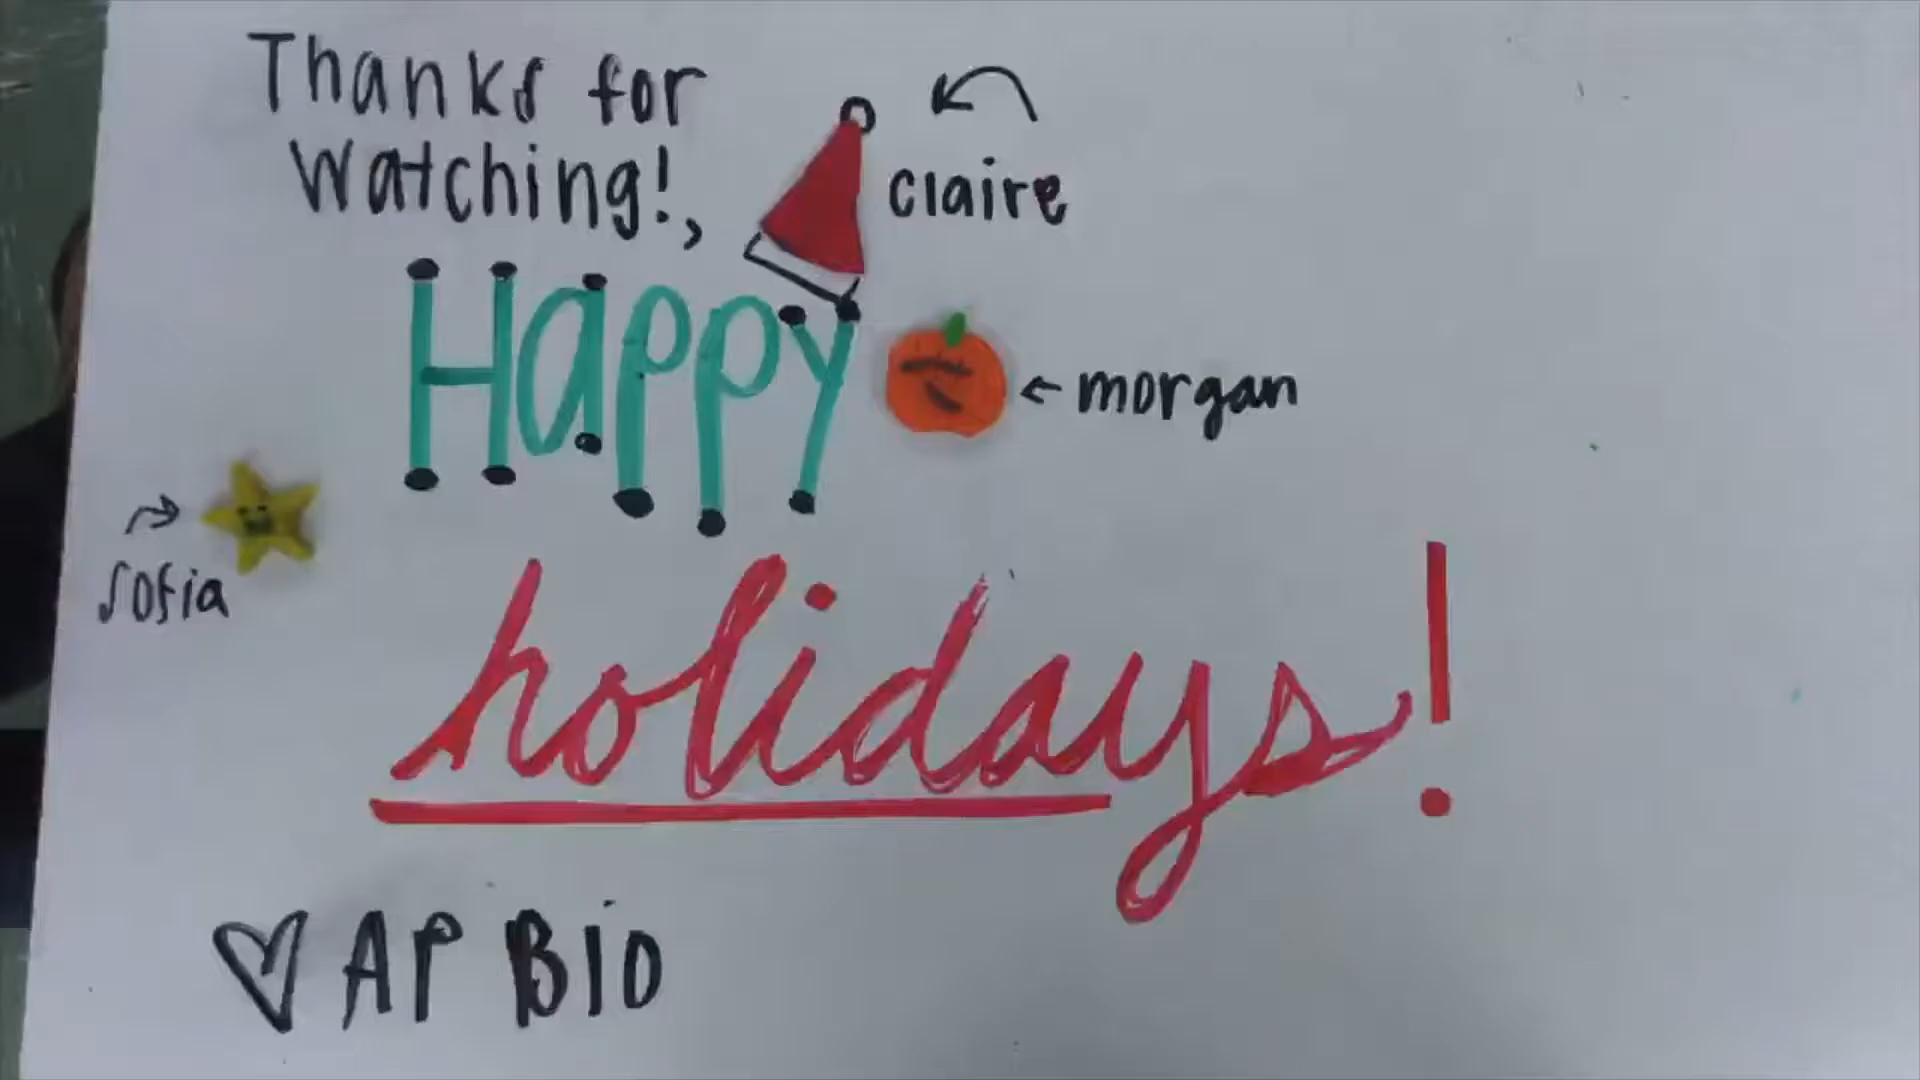 Thanks for
Watching!,
claire
Happy
morgan
sofia
holidays!
AP Bio